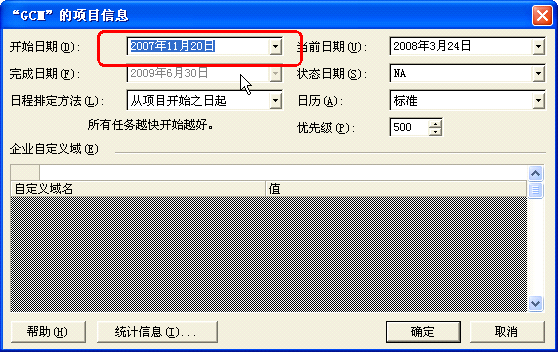 “GCM”的项目信息
开始日期(D): 2007年11月20日 当前日期(U): 2008年3月24日
完成日期(F): 2009年6月30日 状态日期(S): NA
日程排定方法(L): 从项目开始之日起 日历(A): 标准
所有任务越快开始越好。 优先级(P): 500
企业自定义域(E)
自定义域名 值
帮助(H) 统计信息(I)... 确定 取消